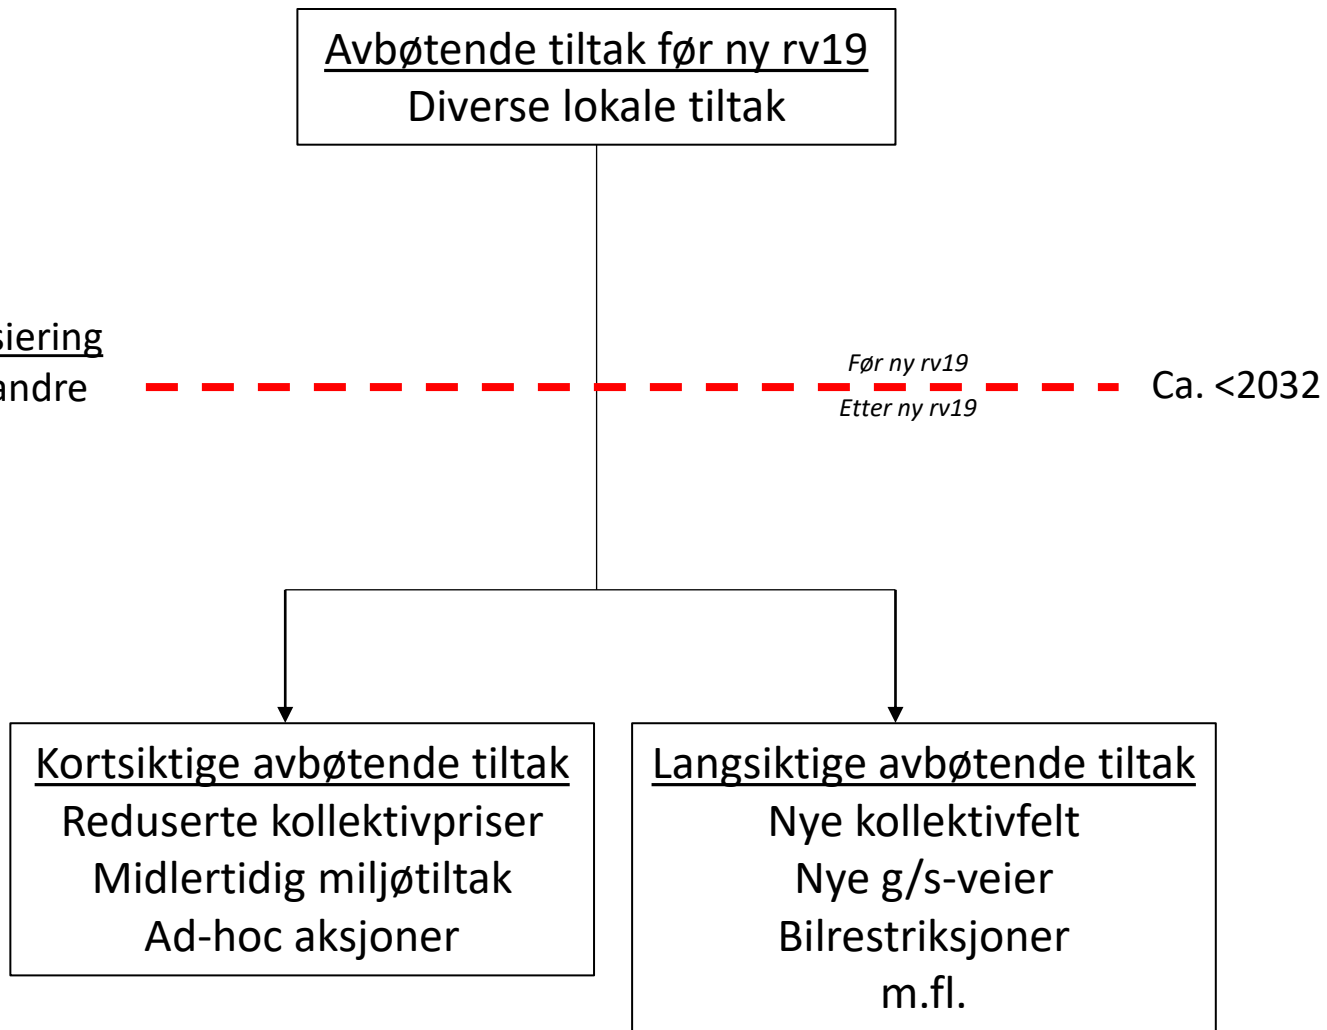 Avbøtende tiltak før ny rv19
Diverse lokale tiltak
siering
andre
Før ny rv19
Etter ny rv19
Ca. <2032
Kortsiktige avbøtende tiltak
Reduserte kollektivpriser
Midlertidig miljøtiltak
Ad-hoc aksjoner
Langsiktige avbøtende tiltak
Nye kollektivfelt
Nye g/s-veier
Bilrestriksjoner
m.fl.